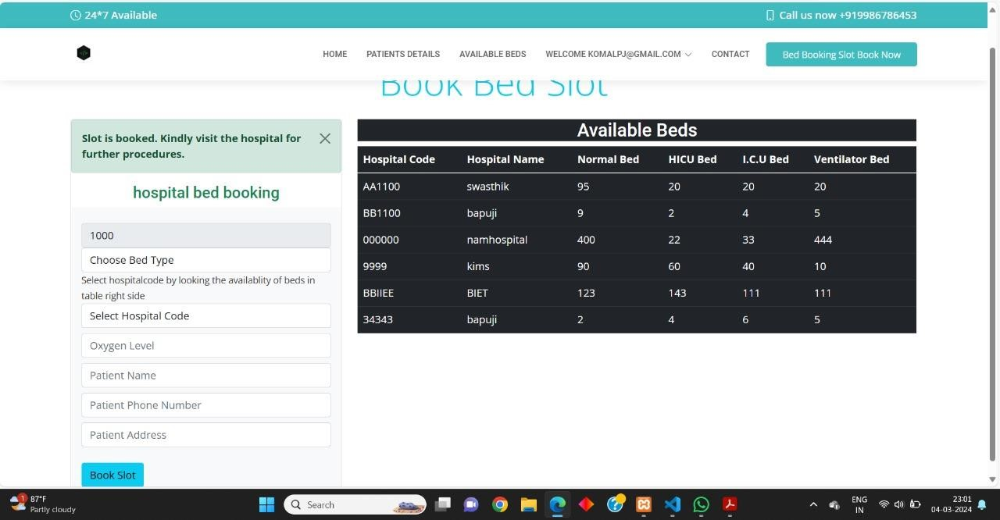 24*7 Available
Call us now +919986786453
HOME PATIENTS DETAILS AVAILABLE BEDS WELCOME KOMALPJ@GMAIL.COM CONTACT Bed Booking Slot Book Now
Book Bed Slot
Slot is booked. Kindly visit the hospital for
further procedures.
hospital bed booking
1000
Choose Bed Type
Select hospitalcode by looking the availablity of beds in
table right side
Select Hospital Code
Oxygen Level
Patient Name
Patient Phone Number
Patient Address
Book Slot
Available Beds
Hospital Code Hospital Name Normal Bed HICU Bed I.C.U Bed Ventilator Bed
AA1100 swasthik 95 20 20 20
BB1100 bapuji 9 2 4 5
000000 namhospital 400 22 33 444
9999 kims 90 60 40 10
BBIIEE BIET 123 143 111 111
34343 bapuji 2 4 6 5
1
87°F
Partly cloudy
Search
ENG
IN
23:01
04-03-2024